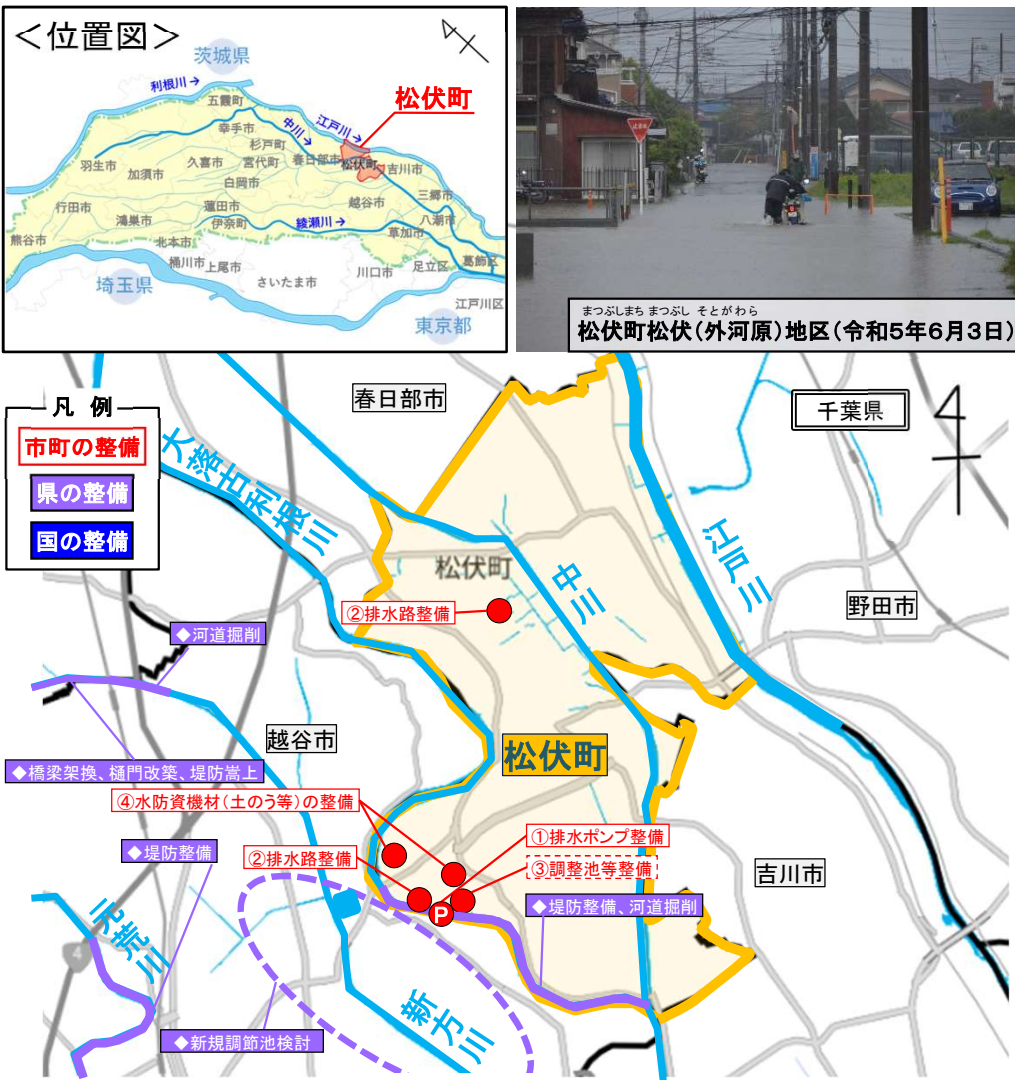 <位置図>
茨城県
利根川→
五霞町
江戸川→
松伏町
中川→
幸手市
杉戸町
羽生市
久喜市
宮代町
春日部市
松伏町
吉川市
加須市
白岡市
三郷市
行田市
蓮田市
越谷市
鴻巣市
伊奈町
綾瀬川→
八潮市
草加市
熊谷市
北本市
桶川市
上尾市
川口市
足立区
葛飾区
さいたま市
埼玉県
江戸川区
東京都
まつぶしまち まつぶし そとがわら
松伏町松伏(外河原)地区(令和5年6月3日)
凡 例
市町の整備
県の整備
国の整備
春日部市
千葉県
4
大落古利根川
江戸川
松伏町
中川
②排水路整備
野田市
◆河道掘削
越谷市
松伏町
◆橋梁架換、樋門改築、堤防嵩上
④水防資機材(土のう等)の整備
①排水ポンプ整備
◆堤防整備
②排水路整備
③調整池等整備
吉川市
P
◆堤防整備、河道掘削
元荒川
4
新方川
◆新規調節池検討